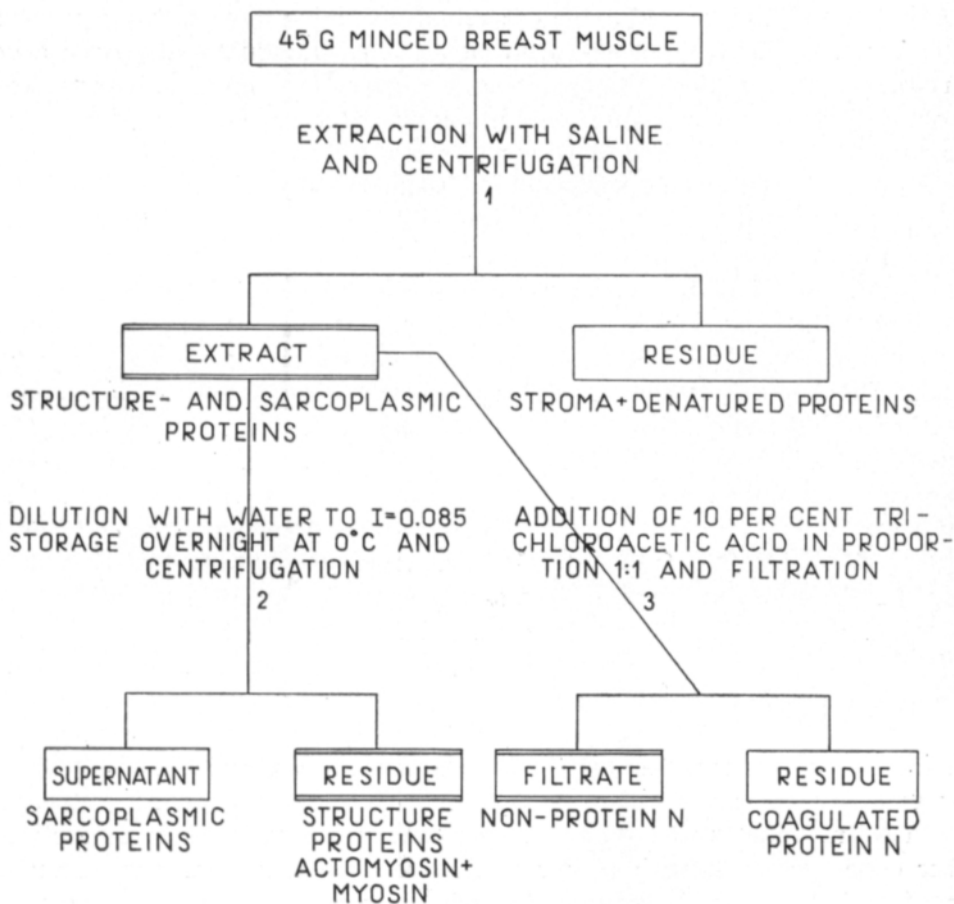 45 G MINCED BREAST MUSCLE
EXTRACTION WITH SALINE
AND CENTRIFUGATION
1
EXTRACT
RESIDUE
STRUCTURE- AND SARCOPLASMIC
PROTEINS
STROMA+DENATURED PROTEINS
DILUTION WITH WATER TO I=0.085
STORAGE OVERNIGHT AT 0°C AND
CENTRIFUGATION
2
ADDITION OF 10 PER CENT TRI-
CHLOROACETIC ACID IN PROPOR-
TION 1:1 AND FILTRATION
3
SUPERNATANT
SARCOPLASMIC
PROTEINS
RESIDUE
STRUCTURE
PROTEINS
ACTOMYOSIN+
MYOSIN
FILTRATE
NON-PROTEIN N
RESIDUE
COAGULATED
PROTEIN N